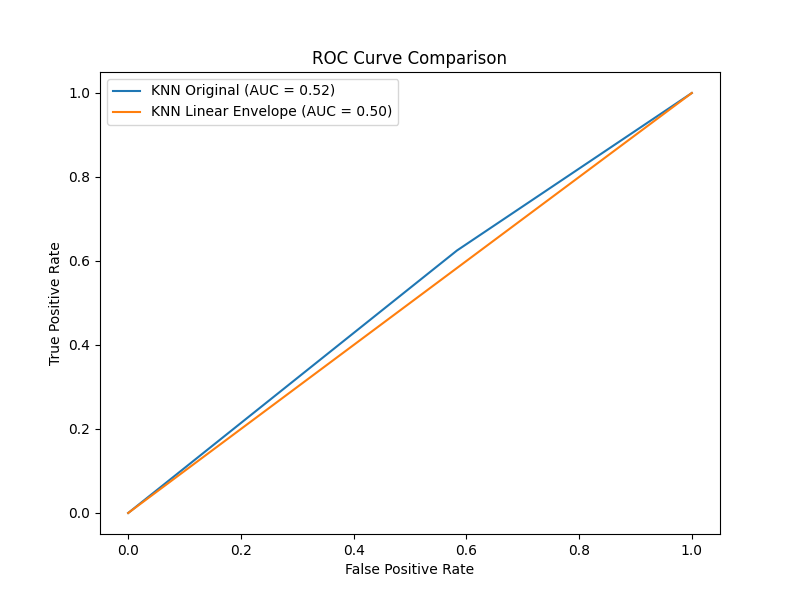 ROC Curve Comparison
KNN Original (AUC = 0.52)
KNN Linear Envelope (AUC = 0.50)
True Positive Rate
1.0
0.8
0.6
0.4
0.2
0.0
0.0 0.2 0.4 0.6 0.8 1.0
False Positive Rate